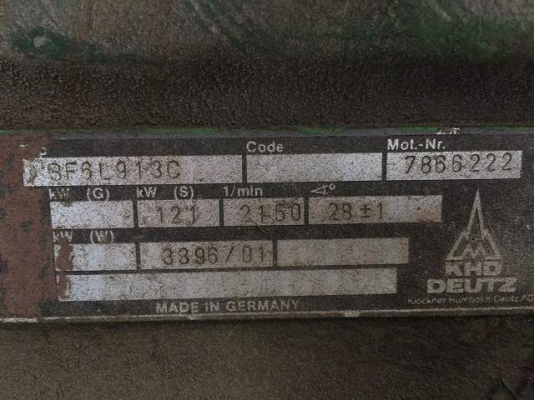 Code Mot.-Nr.
BF6L913C 7866222
kW (G) kW (S) 1/min
121 2150 28±1
kW (W)
3396/01
KHD
DEUTZ
MADE IN GERMANY Klöckner-Humboldt-Deutz AG